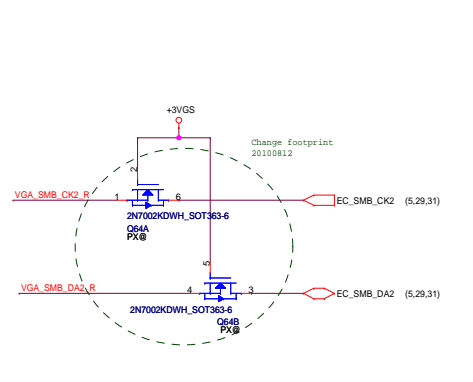 +3VGS
Change footprint
20100812
2
VGA_SMB_CK2_R
1
6
EC_SMB_CK2 (5,29,31)
2N7002KDWH_SOT363-6
Q64A
PX@
5
VGA_SMB_DA2_R
4
3
EC_SMB_DA2 (5,29,31)
2N7002KDWH_SOT363-6
Q64B
PX@